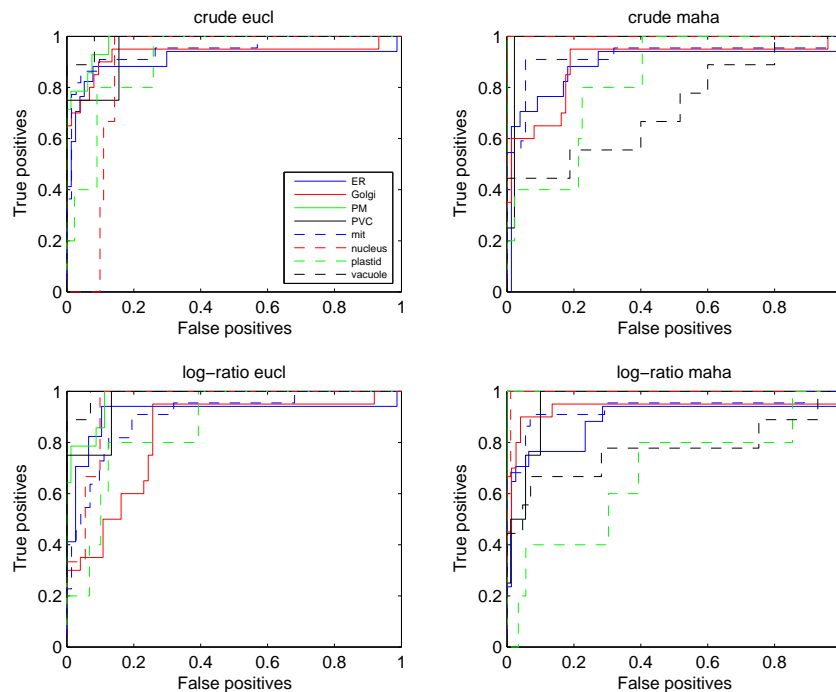 crude eucl
1
0.8
0.6
0.4
0.2
0
True positives
0
0.2
0.4
0.6
0.8
1
False positives
ER
Golgi
PM
PVC
mit
nucleus
plastid
vacuole
crude maha
1
0.8
0.6
0.4
0.2
0
True positives
0
0.2
0.4
0.6
0.8
False positives
log−ratio eucl
1
0.8
0.6
0.4
0.2
0
True positives
0
0.2
0.4
0.6
0.8
1
False positives
log−ratio maha
1
0.8
0.6
0.4
0.2
0
True positives
0
0.2
0.4
0.6
0.8
False positives